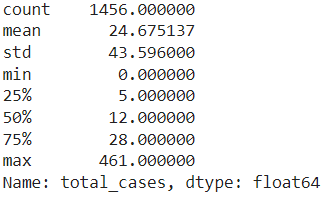 count    1456.000000
mean       24.675137
std        43.596000
min         0.000000
25%         5.000000
50%        12.000000
75%        28.000000
max       461.000000
Name: total_cases, dtype: float64